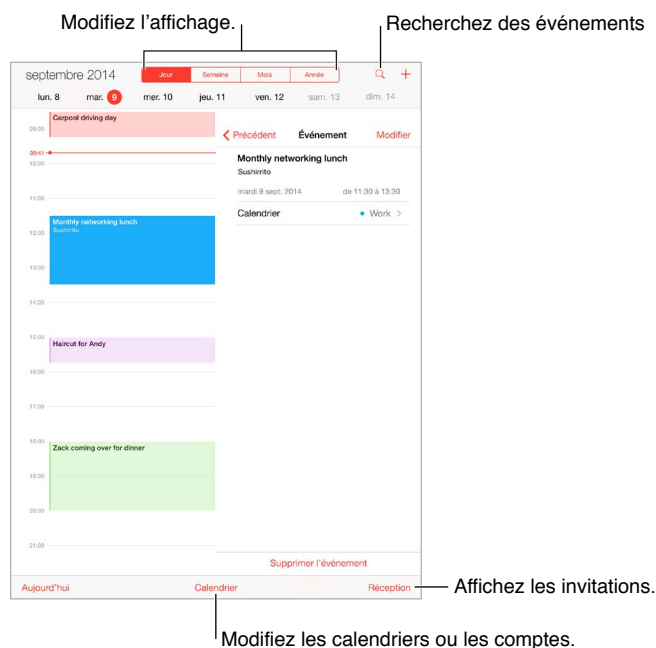 Modifiez l'affichage.
Recherchez des événements
septembre 2014
Jour Semaine Mois Année
lun. 8 mar. 9 mer. 10 jeu. 11 ven. 12 sam. 13 dim. 14
Carpool driving day
09:00
Précédent Événement Modifier
09:41
10:00
Monthly networking lunch
Sushirrito
mardi 9 sept. 2014 de 11:30 à 13:30
11:00
Calendrier Work
Monthly networking lunch
Sushirrito
12:00
13:00
14:00
15:00
Haircut for Andy
16:00
17:00
18:00
Zack coming over for dinner
19:00
20:00
21:00
Supprimer l'événement
Aujourd'hui Calendrier Réception
Affichez les invitations.
Modifiez les calendriers ou les comptes.